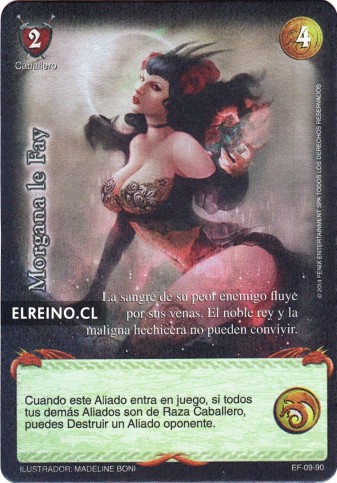 2
4
Caballero
Morgana le Fay
© 2014 FENIX ENTERTAINMENT SPA TODOS LOS DERECHOS RESERVADOS
ELREINO.CL
La sangre de su peor enemigo fluye
por sus venas. El noble rey y la
maligna hechicera no pueden convivir.
Cuando este Aliado entra en juego, si todos
tus demás Aliados son de Raza Caballero,
puedes Destruir un Aliado oponente.
ILUSTRADOR: MADELINE BONI
EF-09-90